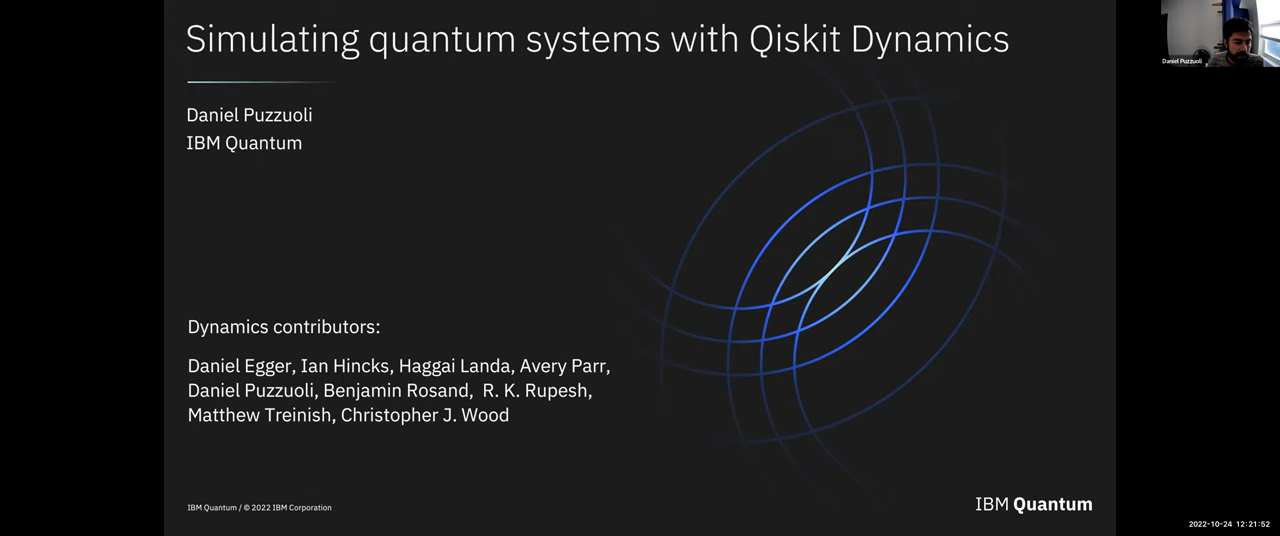 Simulating quantum systems with Qiskit Dynamics
Daniel Puzzuoli
IBM Quantum
Dynamics contributors:
Daniel Egger, Ian Hincks, Haggai Landa, Avery Parr,
Daniel Puzzuoli, Benjamin Rosand, R. K. Rupesh,
Matthew Treinish, Christopher J. Wood
IBM Quantum / © 2022 IBM Corporation
IBM Quantum
Daniel Puzzuoli
2022-10-24 12:21:52